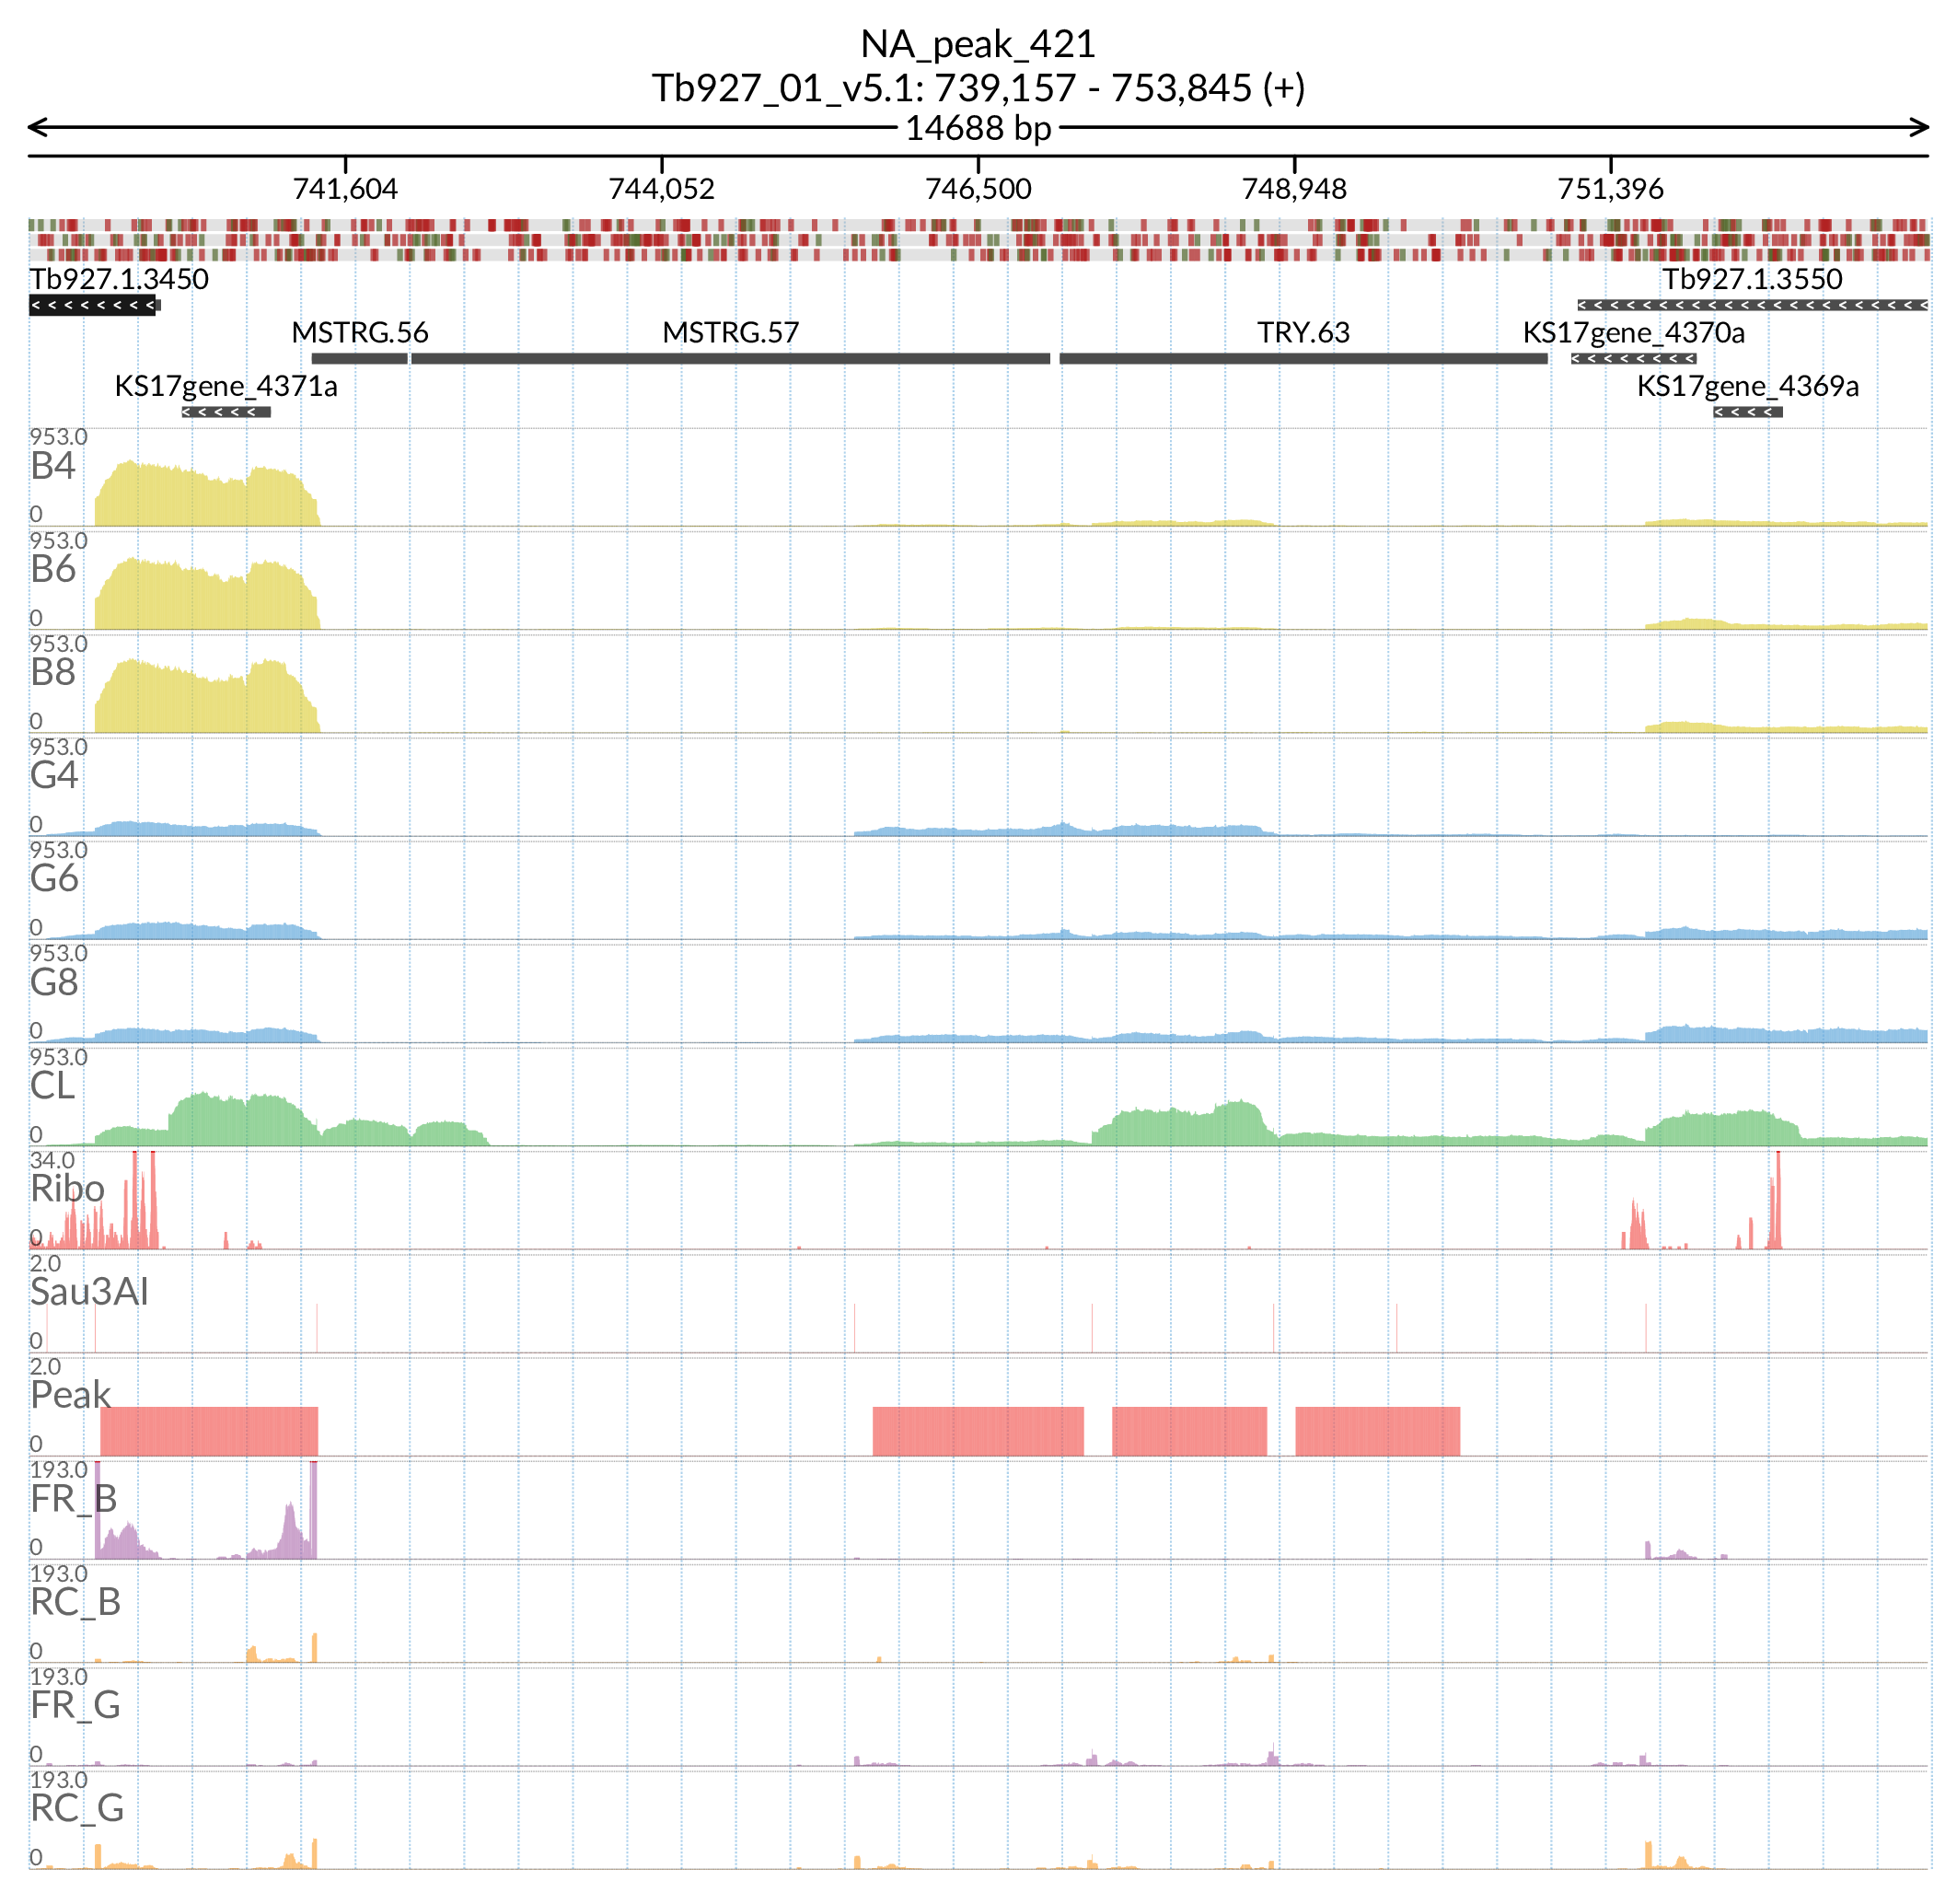 NA_peak_421
Tb927_01_v5.1: 739,157 - 753,845 (+)
14688 bp
741,604 744,052 746,500 748,948 751,396
Tb927.1.3450 Tb927.1.3550
MSTRG.56 MSTRG.57 TRY.63 KS17gene_4370a
KS17gene_4371a KS17gene_4369a
953.0
B4
0
953.0
B6
0
953.0
B8
0
953.0
G4
0
953.0
G6
0
953.0
G8
0
953.0
CL
0
34.0
Ribo
0
2.0
Sau3AI
0
2.0
Peak
0
193.0
FR_B
0
193.0
RC_B
0
193.0
FR_G
0
193.0
RC_G
0